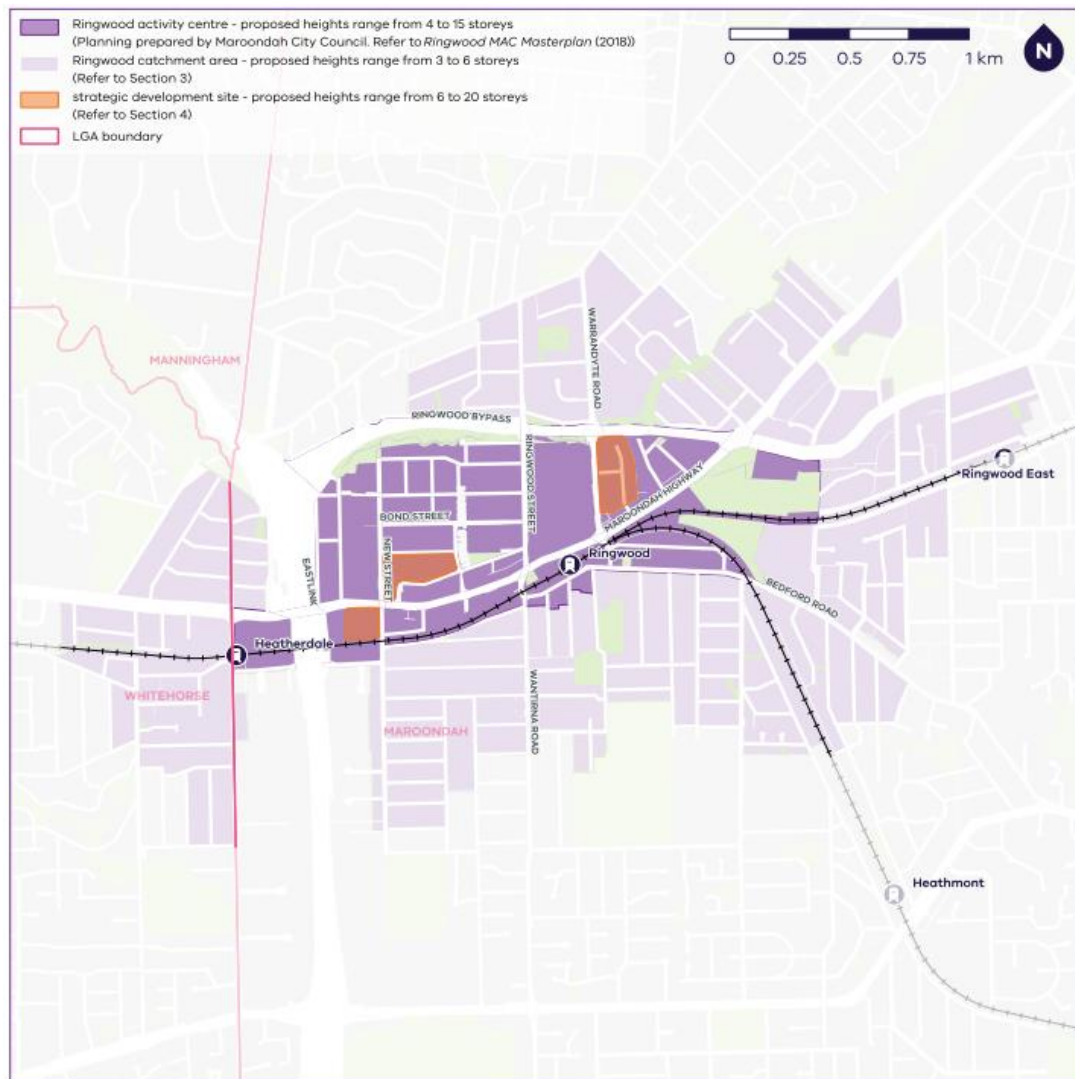 Ringwood activity centre - proposed heights range from 4 to 15 storeys
(Planning prepared by Maroondah City Council. Refer to Ringwood MAC Masterplan (2018))
Ringwood catchment area - proposed heights range from 3 to 6 storeys
(Refer to Section 3)
strategic development site - proposed heights range from 6 to 20 storeys
(Refer to Section 4)
LGA boundary
0 0.25 0.5 0.75 1 km
N
MANNINGHAM
WARRANDYTE ROAD
RINGWOOD BYPASS
RINGWOOD STREET
MAROONDAH HIGHWAY
Ringwood East
BOND STREET
NEW STREET
EASTLINK
Ringwood
BEDFORD ROAD
Heatherdale
WHITEHORSE
MAROONDAH
WANTIRNA ROAD
Heathmont